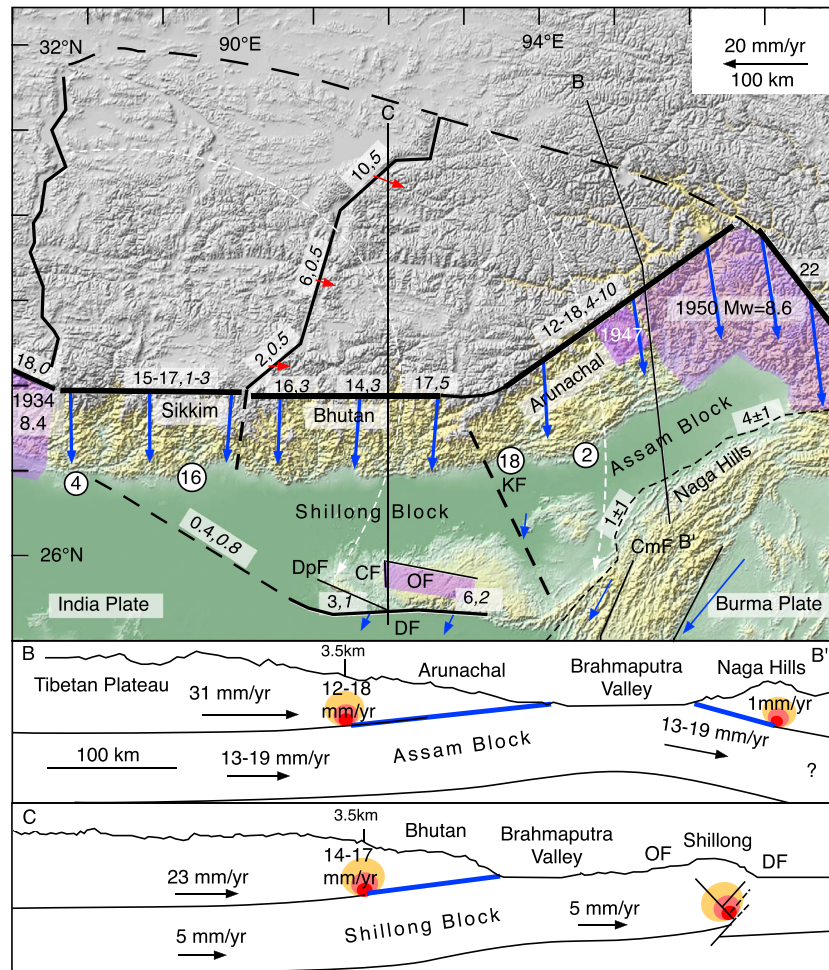 32°N
90°E
94°E
20 mm/yr
100 km
B
C
10,5
6,0.5
2,0.5
22
1950 Mw=8.6
12-18,4-10
1947
Arunachal
18,0
15-17,1-3
16,3
14,3
17,5
1934
8.4
Sikkim
Bhutan
Assam Block
4±1
Naga Hills
4
16
18
2
KF
Shillong Block
1±1
0.4,0.8
26°N
CmF
B'
DpF
CF
OF
India Plate
3,1
6,2
DF
Burma Plate
B
3.5km
Arunachal
Brahmaputra
Valley
Naga Hills
B'
Tibetan Plateau
31 mm/yr
12-18
mm/yr
1mm/yr
100 km
13-19 mm/yr
Assam Block
13-19 mm/yr
?
C
3.5km
Bhutan
Brahmaputra
Valley
OF
Shillong
DF
14-17
mm/yr
23 mm/yr
5 mm/yr
Shillong Block
5 mm/yr